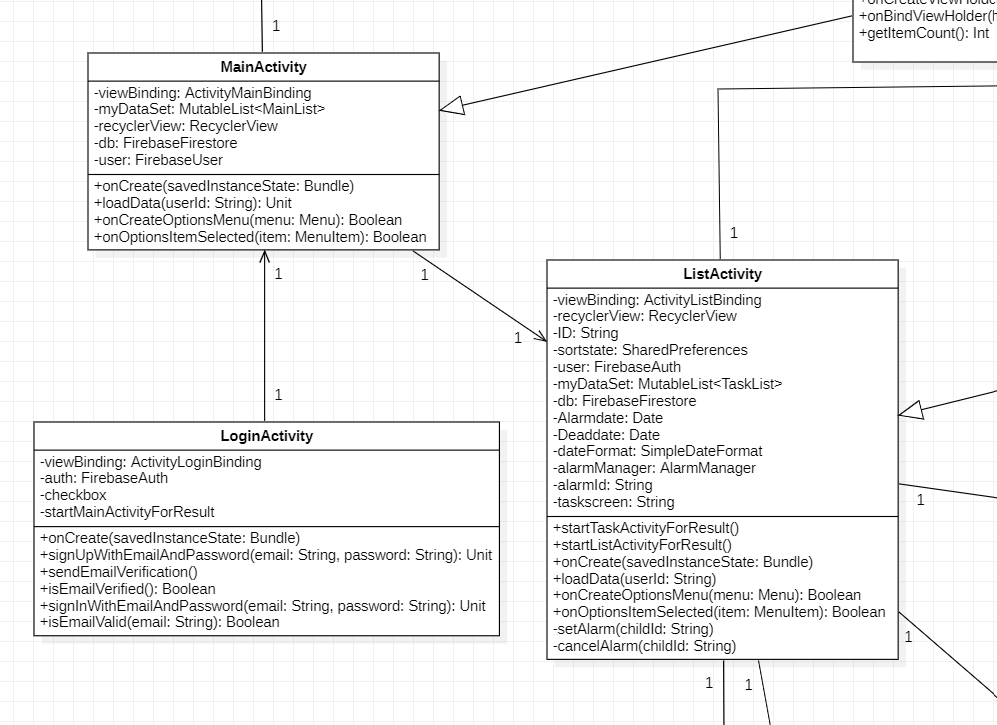 +onBindViewHolder(
+getItemCount(): Int
1
MainActivity
-viewBinding: ActivityMainBinding
-myDataSet: MutableList<MainList>
-recyclerView: RecyclerView
-db: FirebaseFirestore
-user: FirebaseUser
+onCreate(savedInstanceState: Bundle)
+loadData(userId: String): Unit
+onCreateOptionsMenu(menu: Menu): Boolean
+onOptionsItemSelected(item: MenuItem): Boolean
1
1
1
1
1
ListActivity
-viewBinding: ActivityListBinding
-recyclerView: RecyclerView
-ID: String
-sortstate: SharedPreferences
-user: FirebaseAuth
-myDataSet: MutableList<TaskList>
-db: FirebaseFirestore
-Alarmdate: Date
-Deaddate: Date
-dateFormat: SimpleDateFormat
-alarmManager: AlarmManager
-alarmId: String
-taskscreen: String
+startTaskActivityForResult()
+startListActivityForResult()
+onCreate(savedInstanceState: Bundle)
+loadData(userId: String)
+onCreateOptionsMenu(menu: Menu): Boolean
+onOptionsItemSelected(item: MenuItem): Boolean
-setAlarm(childId: String)
-cancelAlarm(childId: String)
LoginActivity
-viewBinding: ActivityLoginBinding
-auth: FirebaseAuth
-checkbox
-startMainActivityForResult
+onCreate(savedInstanceState: Bundle)
+signUpWithEmailAndPassword(email: String, password: String): Unit
+sendEmailVerification()
+isEmailVerified(): Boolean
+signInWithEmailAndPassword(email: String, password: String): Unit
+isEmailValid(email: String): Boolean
1
1
1
1